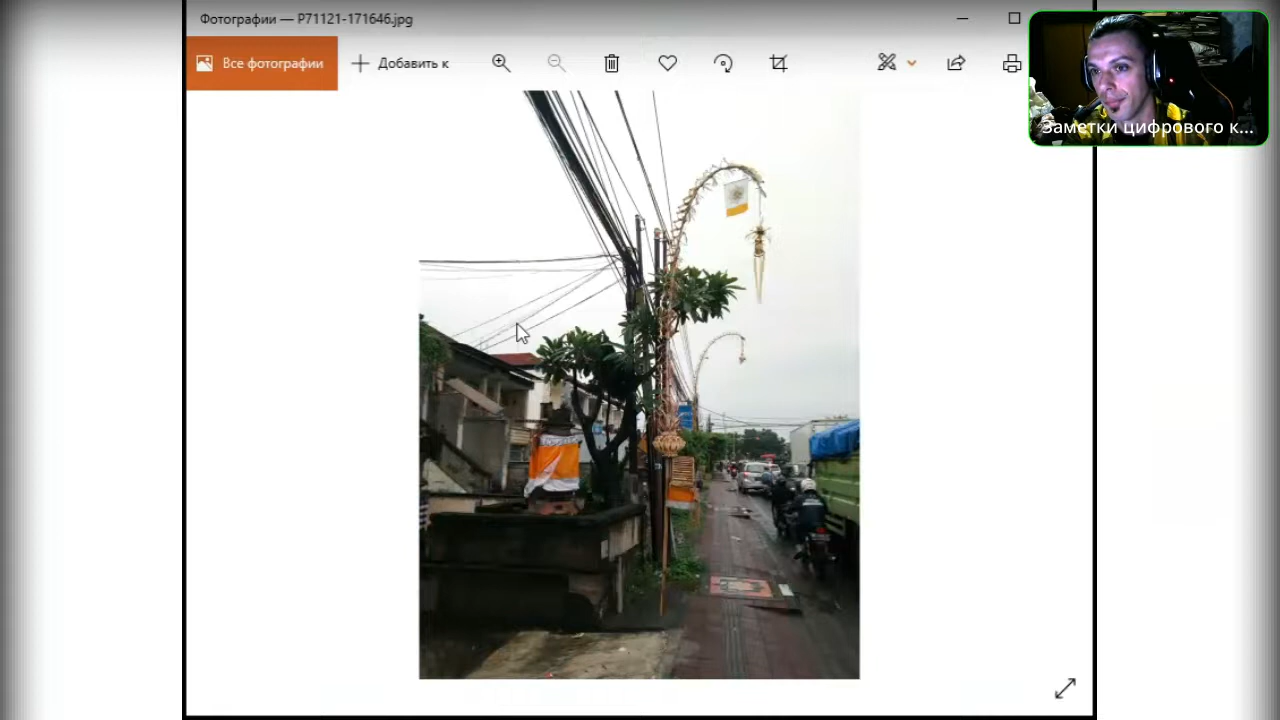 Фотографии — P71121-171646.jpg
Все фотографии
Добавить к
Заметки цифрового к...